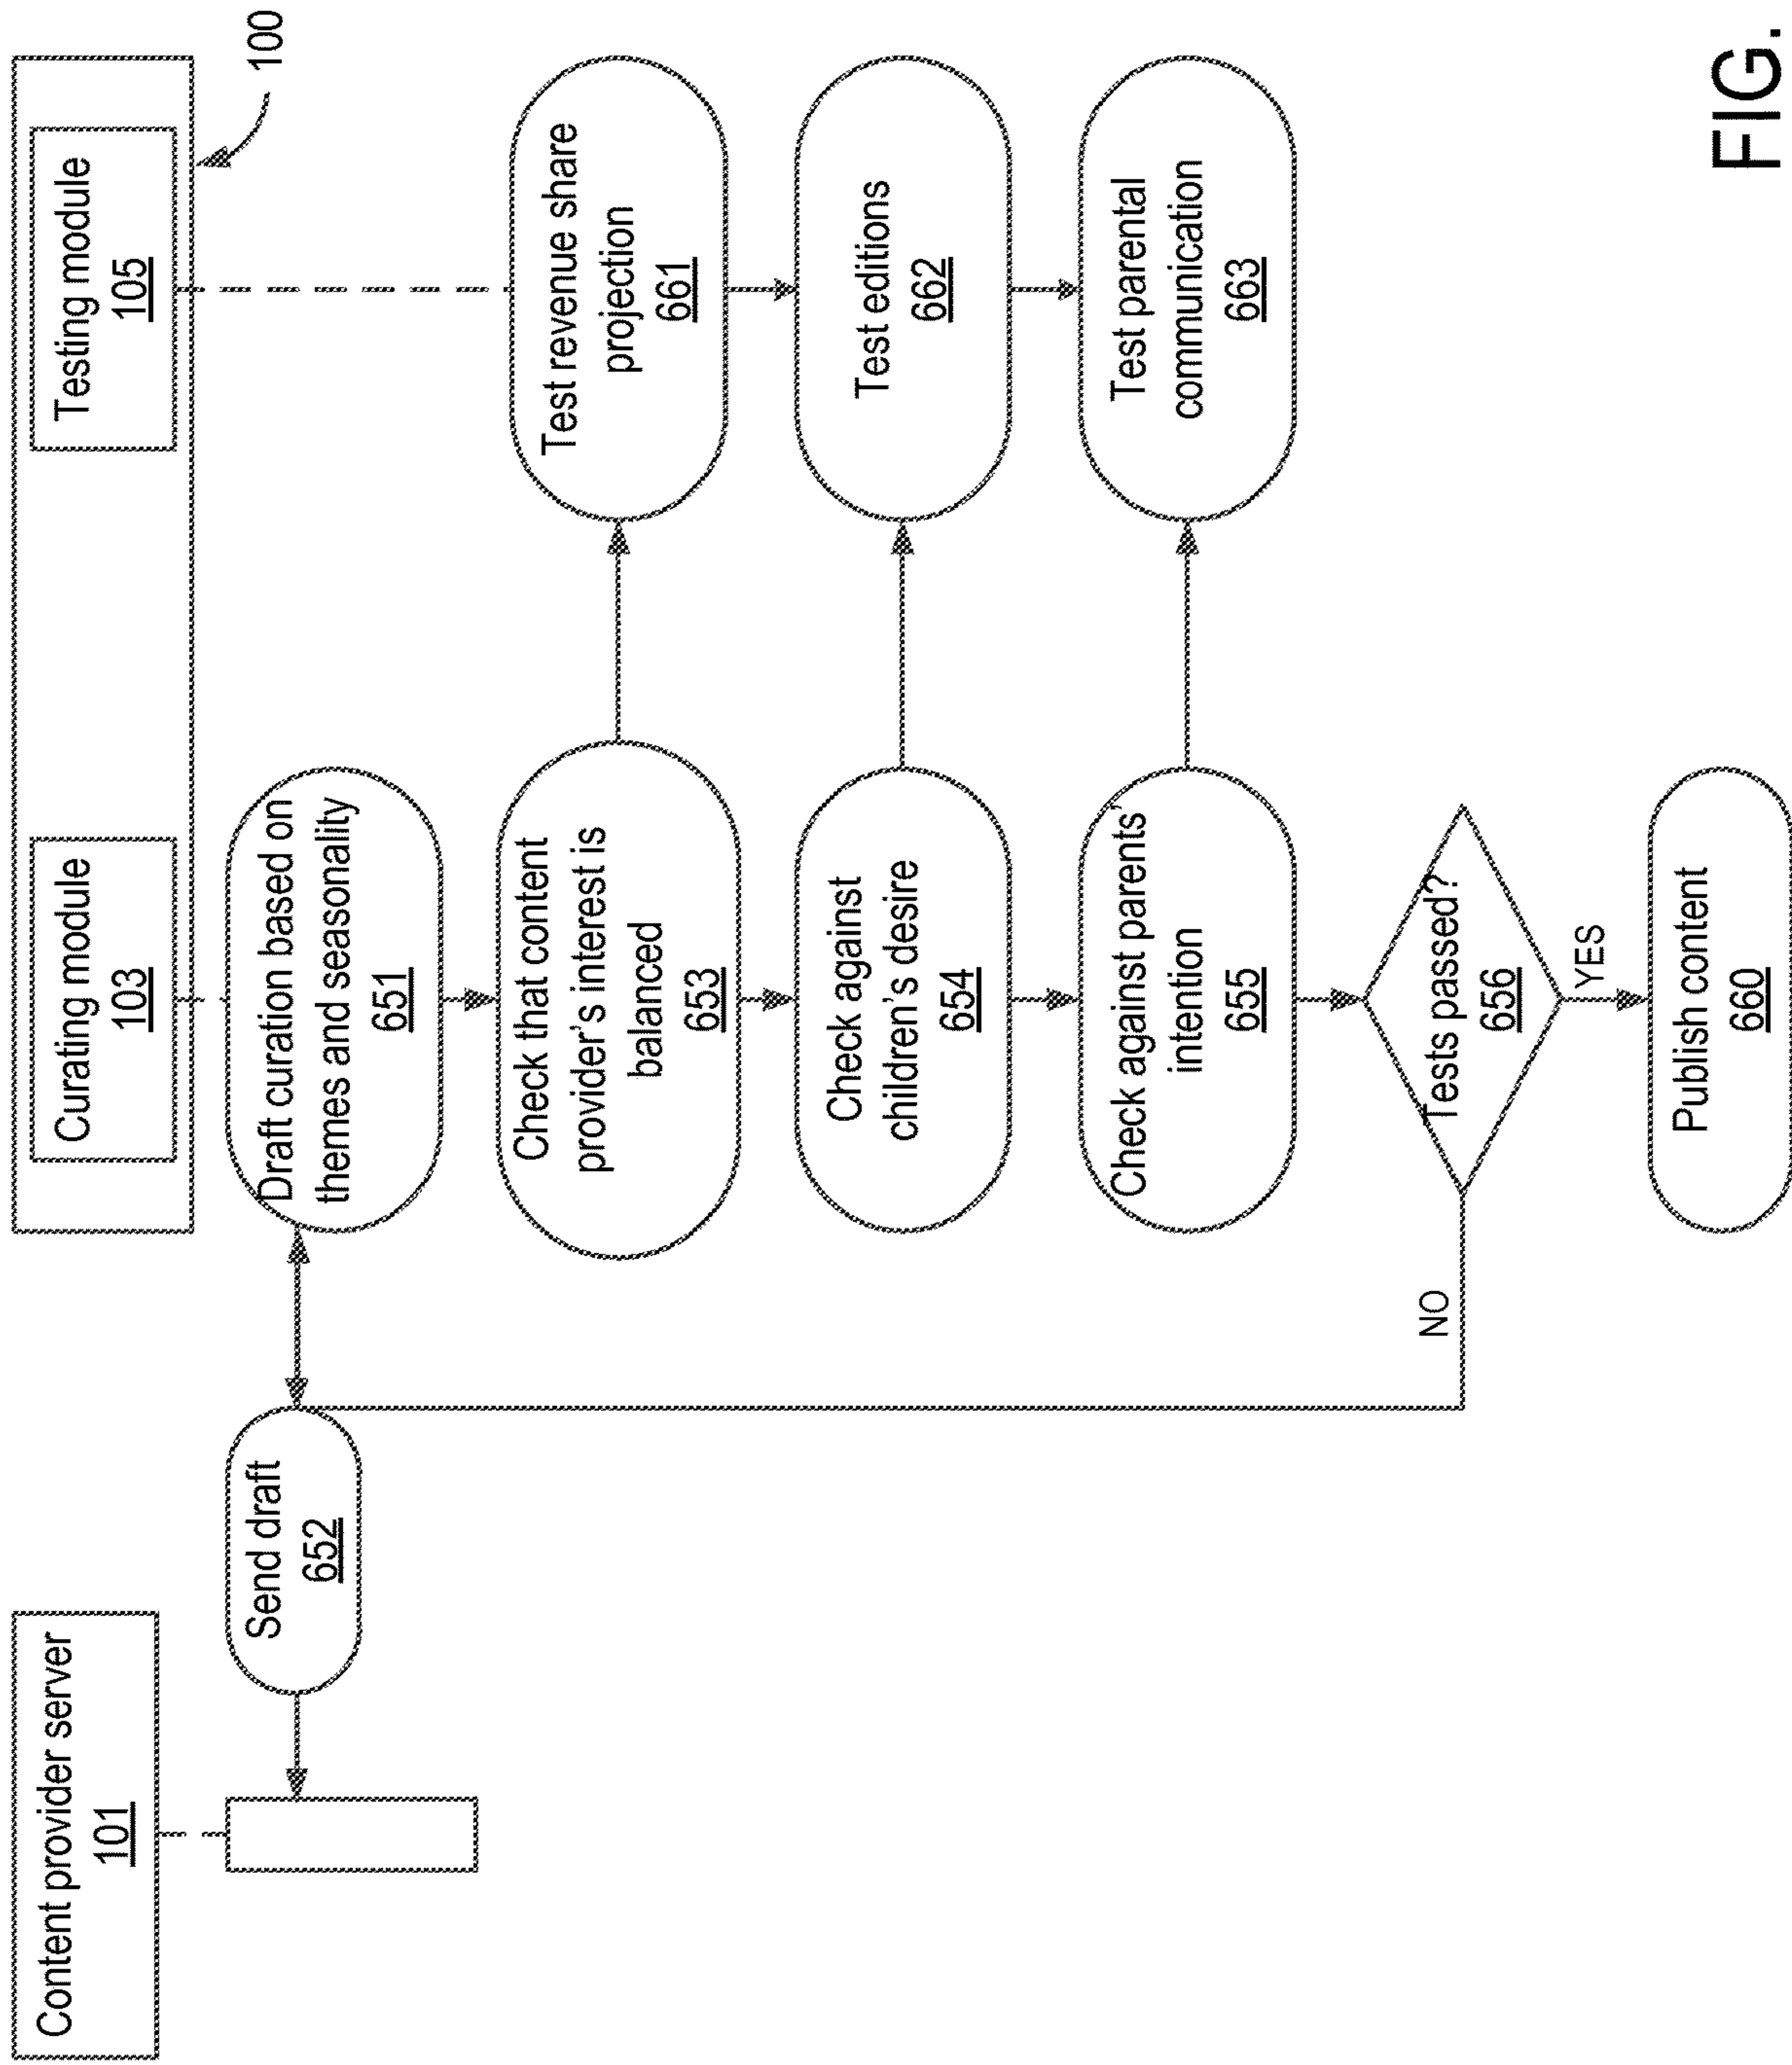 Content provider server
101
Curating module
103
Testing module
105
100
Send draft
652
Draft curation based on
themes and seasonality
651
Check that content
provider's interest is
balanced
653
Test revenue share
projection
661
Check against
children's desire
654
Test editions
662
Check against parents'
intention
655
Test parental
communication
663
NO
Tests passed?
656
YES
Publish content
660
FIG.